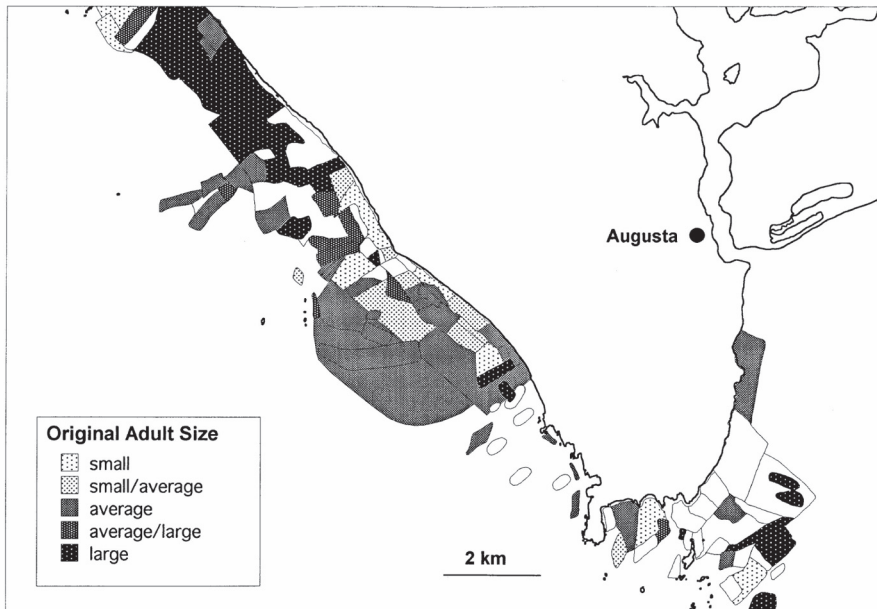 Augusta
Original Adult Size
small
small/average
average
average/large
large
2 km